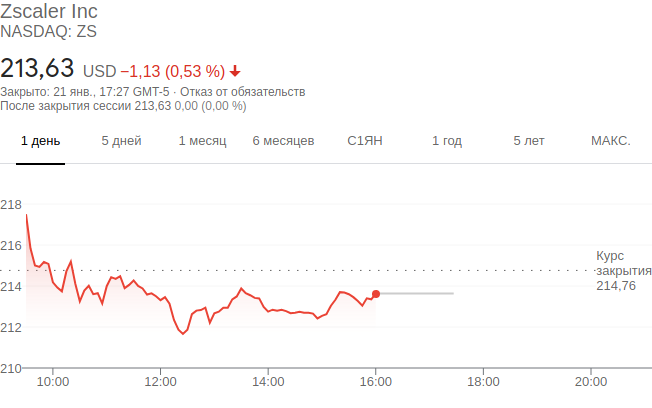 Zscaler Inc
NASDAQ: ZS
213,63 USD −1,13 (0,53 %)
Закрыто: 21 янв., 17:27 GMT-5 · Отказ от обязательств
После закрытия сессии 213,63 0,00 (0,00 %)
1 день 5 дней 1 месяц 6 месяцев С1ЯН 1 год 5 лет МАКС.
218
216
Курс
закрытия
214,76
214
212
210
10:00 12:00 14:00 16:00 18:00 20:00